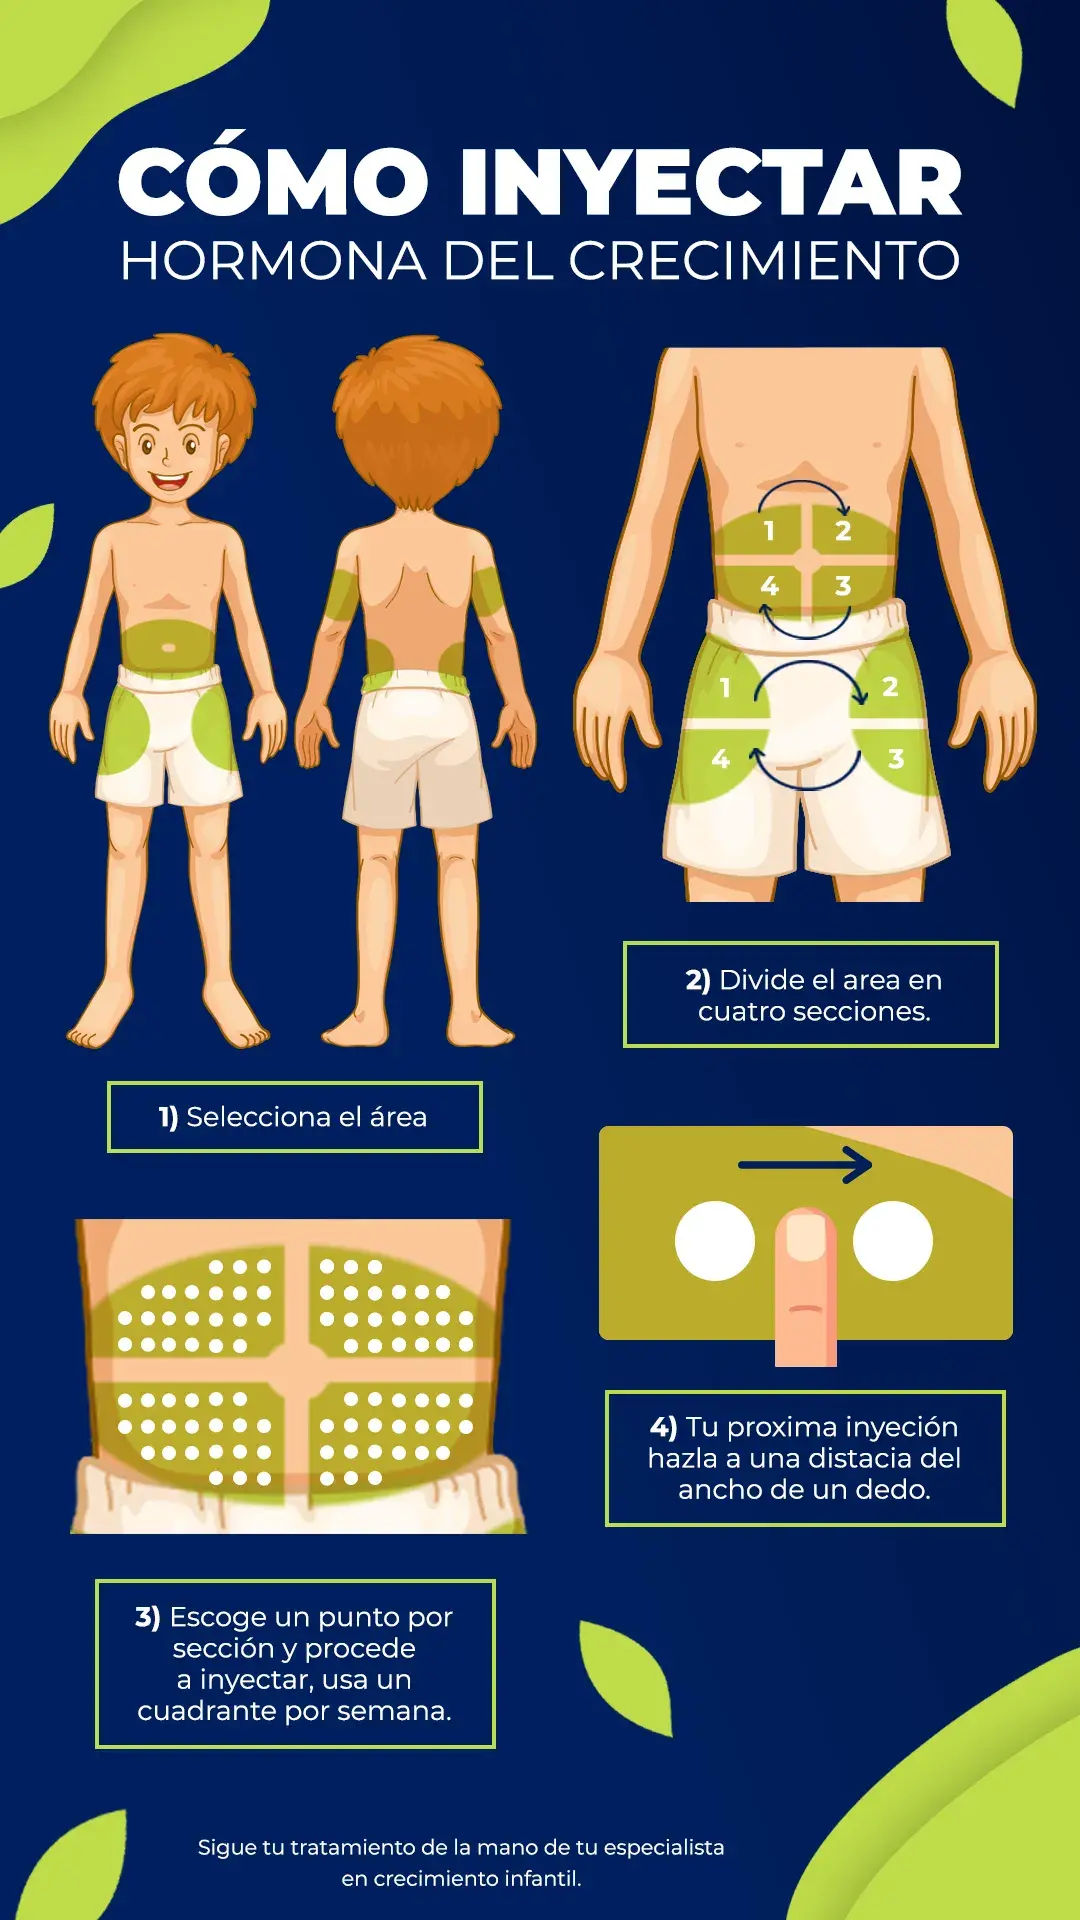 CÓMO INYECTAR
HORMONA DEL CRECIMIENTO
1 2
4 3
1 2
4 3
1) Selecciona el área
2) Divide el area en
cuatro secciones.
3) Escoge un punto por
sección y procede
a inyectar, usa un
cuadrante por semana.
4) Tu proxima inyeción
hazla a una distacia del
ancho de un dedo.
Sigue tu tratamiento de la mano de tu especialista
en crecimiento infantil.